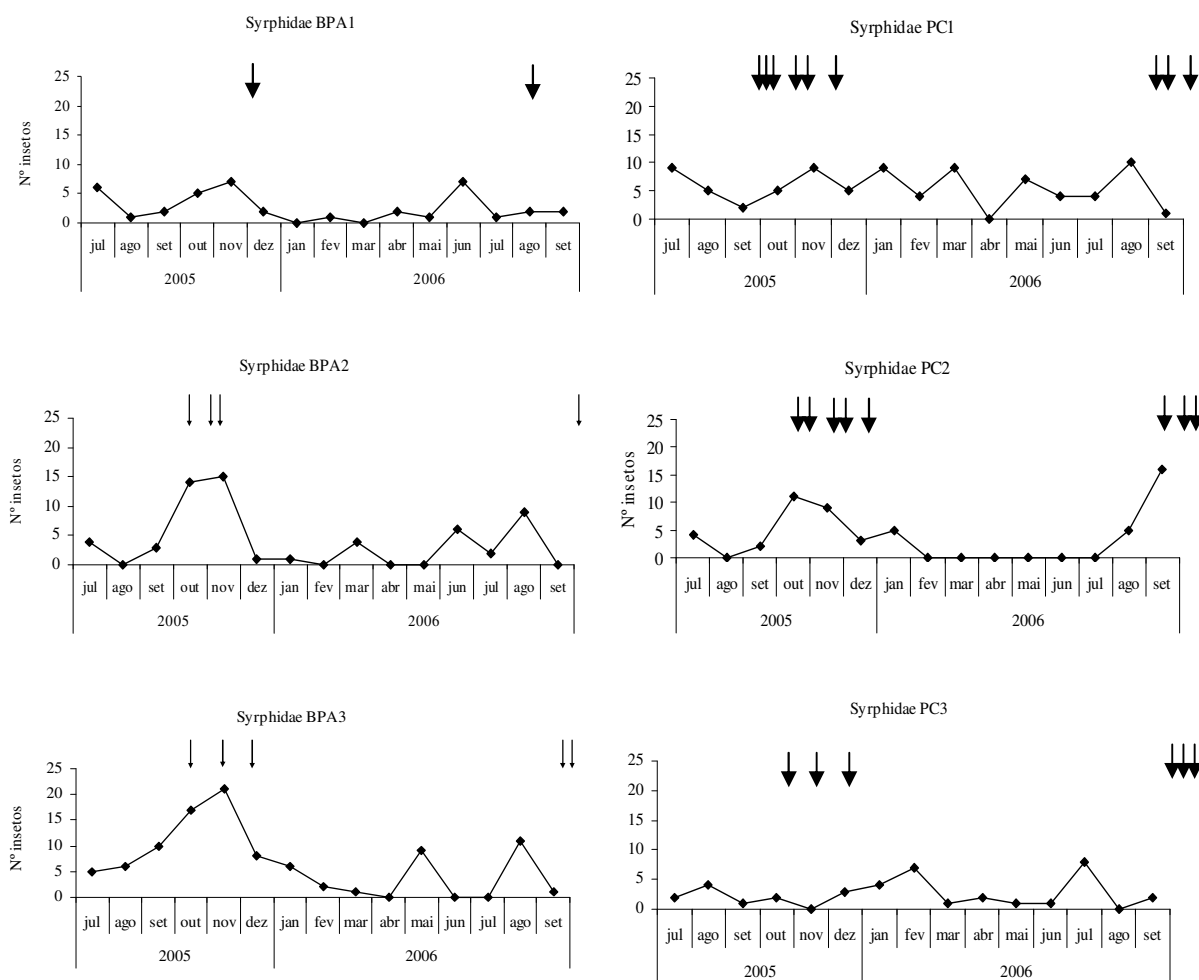 Syrphidae BPA1
25
20
15
10
5
0
Nº insetos
jul ago set out nov dez jan fev mar abr mai jun jul ago set
2005 2006
Syrphidae PC1
25
20
15
10
5
0
jul ago set out nov dez jan fev mar abr mai jun jul ago set
2005 2006
Syrphidae BPA2
25
20
15
10
5
0
Nº insetos
jul ago set out nov dez jan fev mar abr mai jun jul ago set
2005 2006
Syrphidae PC2
25
20
15
10
5
0
Nº insetos
jul ago set out nov dez jan fev mar abr mai jun jul ago set
2005 2006
Syrphidae BPA3
25
20
15
10
5
0
Nº insetos
jul ago set out nov dez jan fev mar abr mai jun jul ago set
2005 2006
Syrphidae PC3
25
20
15
10
5
0
jul ago set out nov dez jan fev mar abr mai jun jul ago set
2005 2006